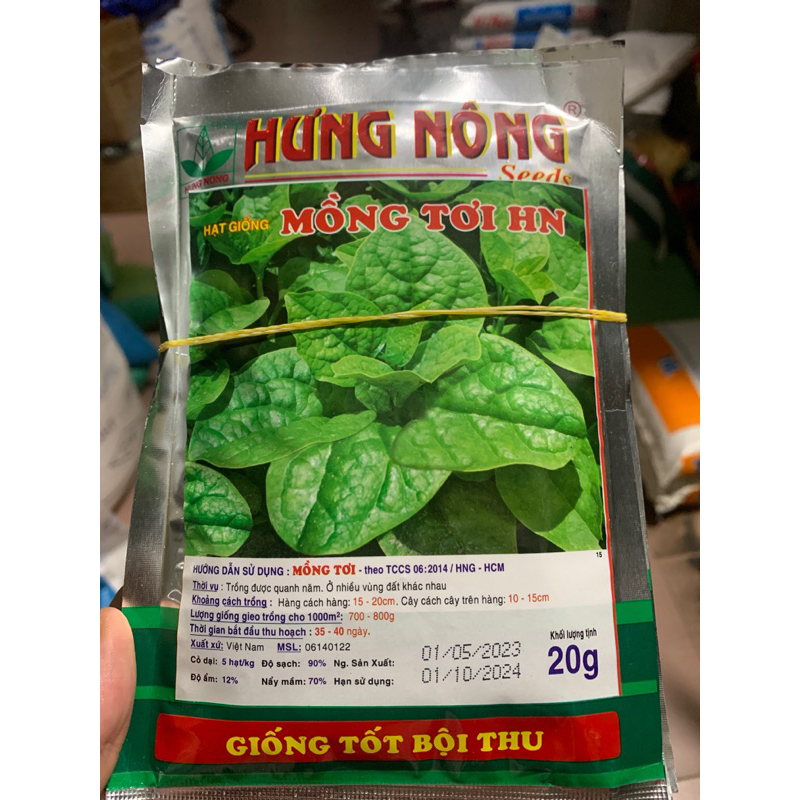 HƯNG NÔNG®
HƯNG NÔNG
Seeds
HẠT GIỐNG MỒNG TƠI HN
15
HƯỚNG DẪN SỬ DỤNG : MỒNG TƠI - theo TCCS 06:2014 / HNG - HCM
Thời vụ : Trồng được quanh năm. Ở nhiều vùng đất khác nhau
Khoảng cách trồng : Hàng cách hàng: 15 - 20cm. Cây cách cây trên hàng: 10 - 15cm
Lượng giống gieo trồng cho 1000m²: 700 - 800g
Thời gian bắt đầu thu hoạch : 35 - 40 ngày.
Xuất xứ: Việt Nam MSL: 06140122
Cỏ dại: 5 hạt/kg Độ sạch: 90% Ng. Sản Xuất: 01/05/2023
Độ ẩm: 12% Nẩy mầm: 70% Hạn sử dụng: 01/10/2024
Khối lượng tịnh
20g
GIỐNG TỐT BỘI THU